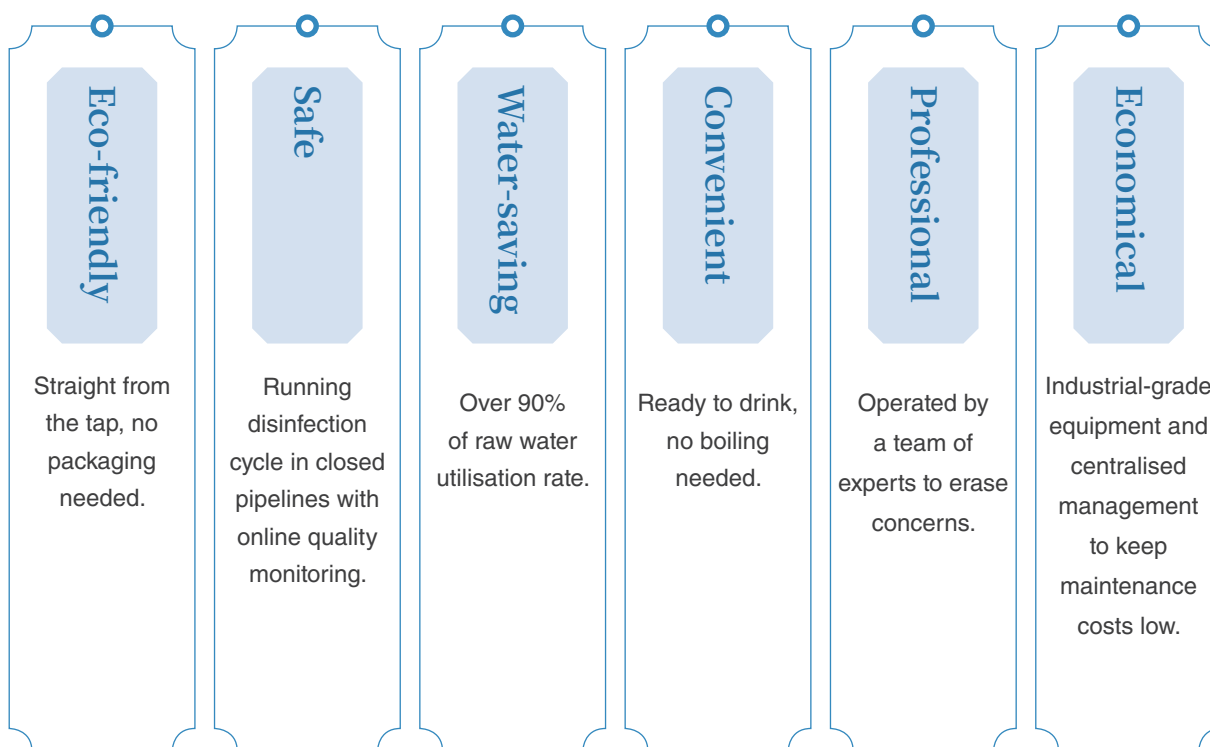 Eco-friendly
Straight from
the tap, no
packaging
needed.
Safe
Running
disinfection
cycle in closed
pipelines with
online quality
monitoring.
Water-saving
Over 90%
of raw water
utilisation rate.
Convenient
Ready to drink,
no boiling
needed.
Professional
Operated by
a team of
experts to erase
concerns.
Economical
Industrial-grade
equipment and
centralised
management
to keep
maintenance
costs low.